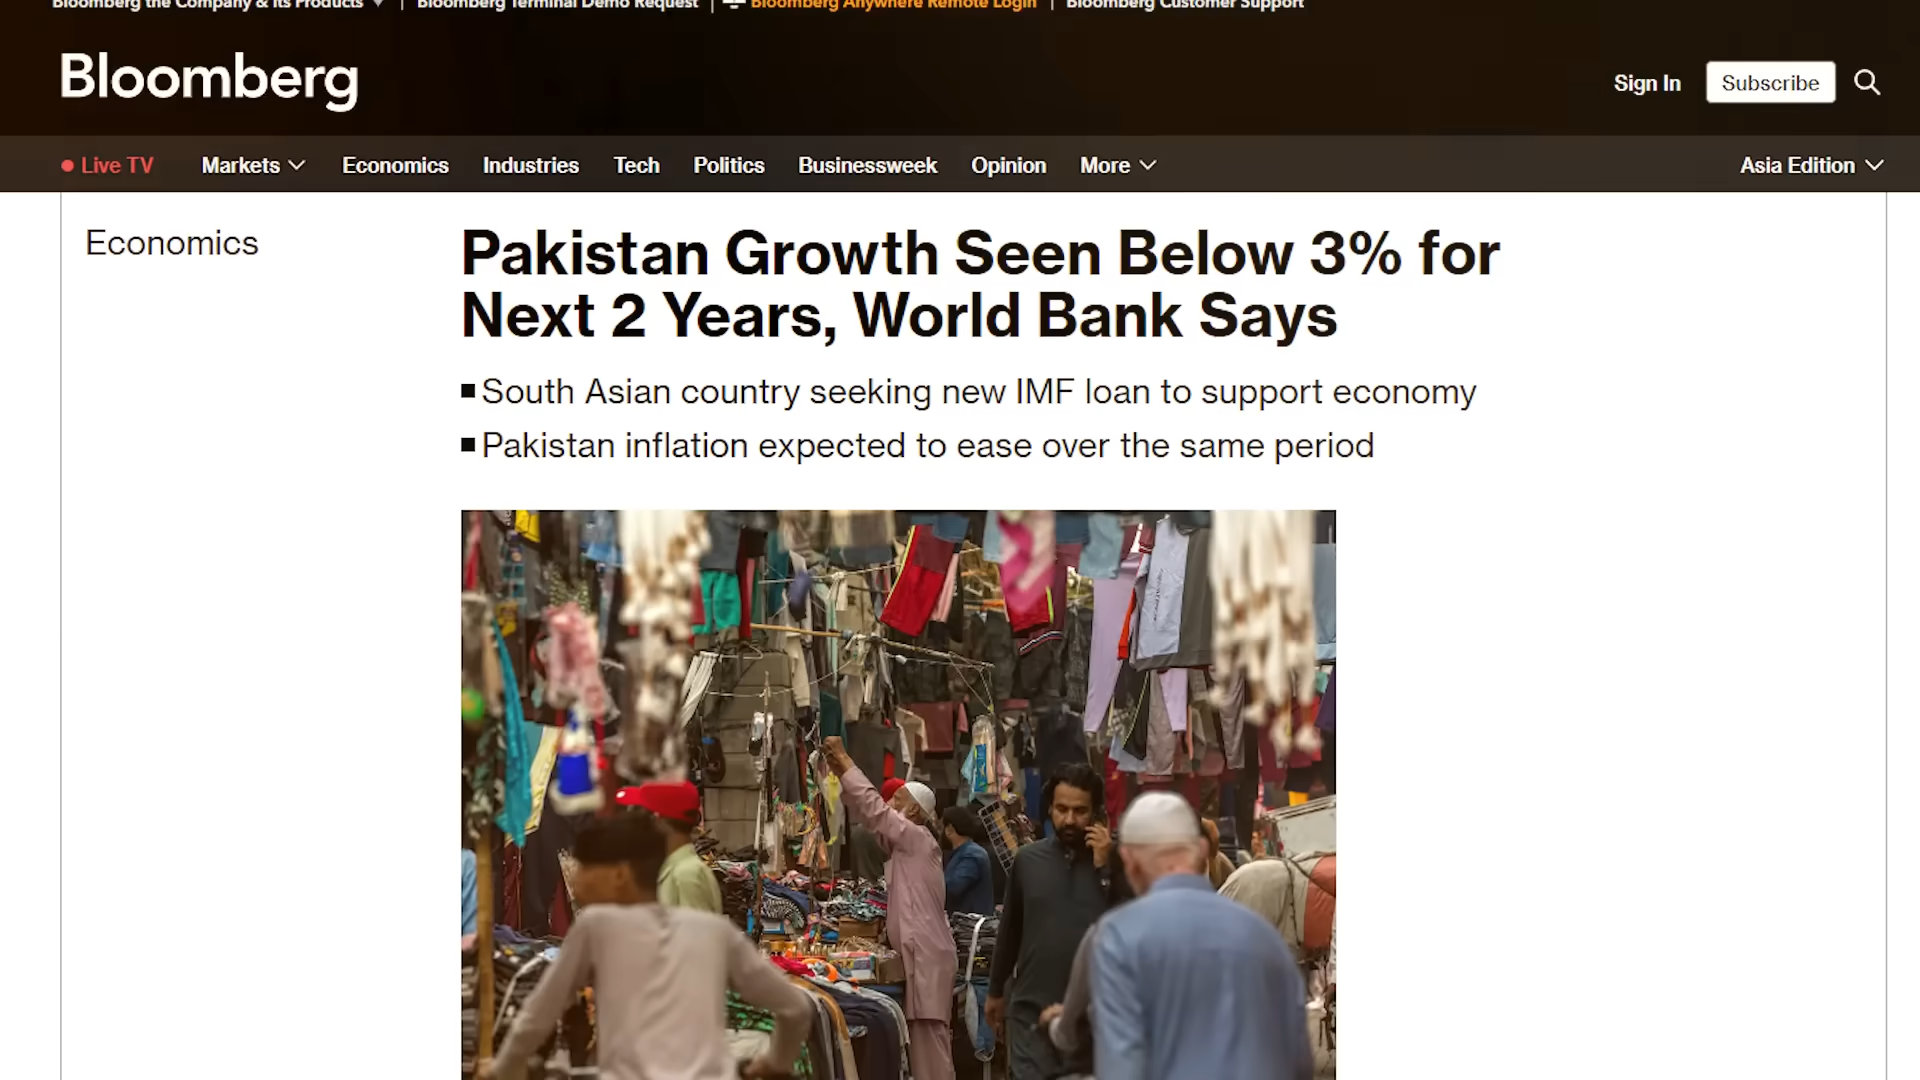 Bloomberg the Company & Its Products
Bloomberg Terminal Demo Request
Bloomberg Anywhere Remote Login
Bloomberg Customer Support
Bloomberg
Sign In
Subscribe
Live TV
Markets
Economics
Industries
Tech
Politics
Businessweek
Opinion
More
Asia Edition
Economics
Pakistan Growth Seen Below 3% for
Next 2 Years, World Bank Says
South Asian country seeking new IMF loan to support economy
Pakistan inflation expected to ease over the same period